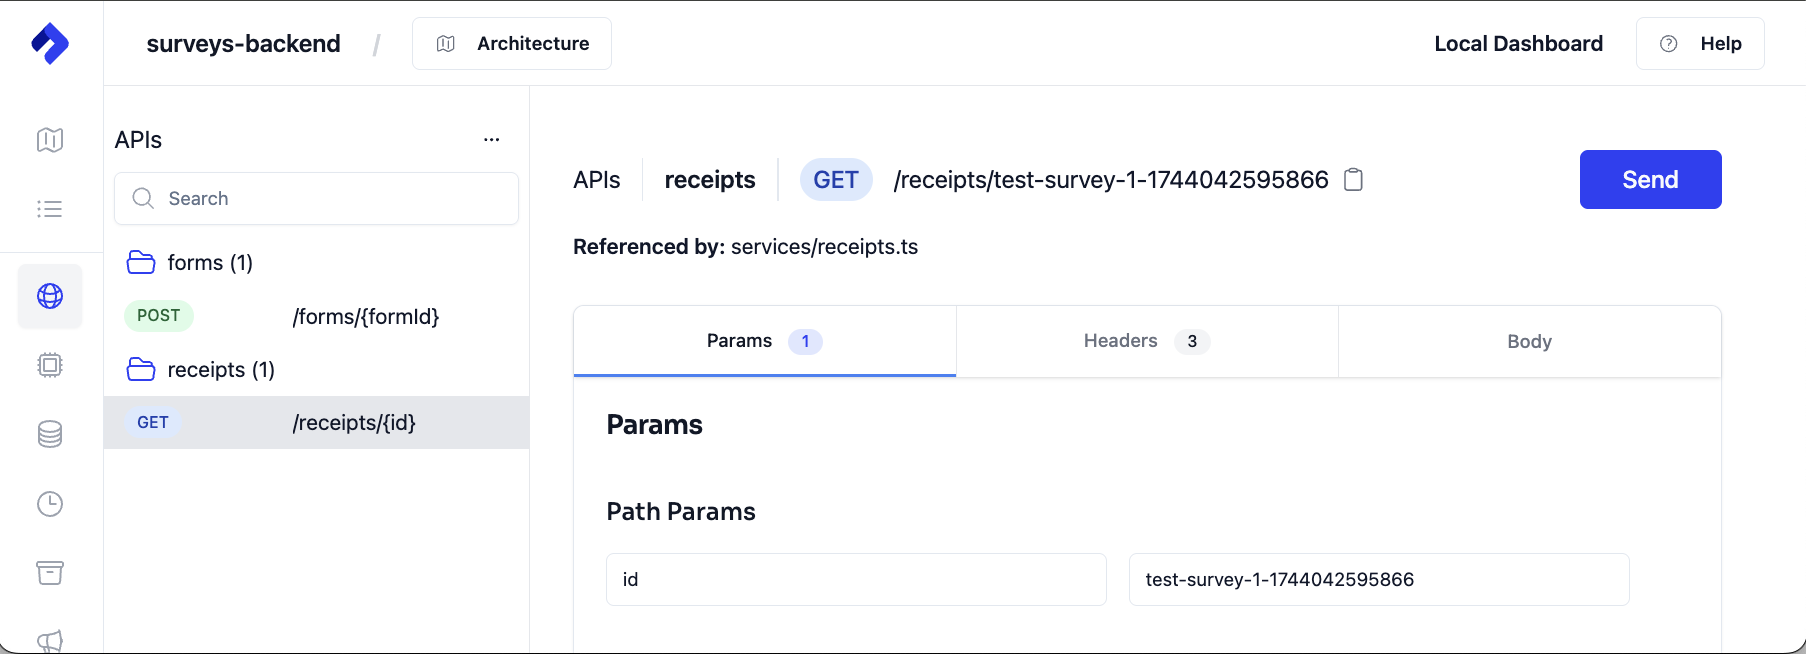 surveys-backend / Architecture Local Dashboard Help
APIs ...
Search
forms (1)
POST /forms/{formId}
receipts (1)
GET /receipts/{id}
APIs receipts GET /receipts/test-survey-1-1744042595866 Send
Referenced by: services/receipts.ts
Params 1 Headers 3 Body
Params
Path Params
id test-survey-1-1744042595866